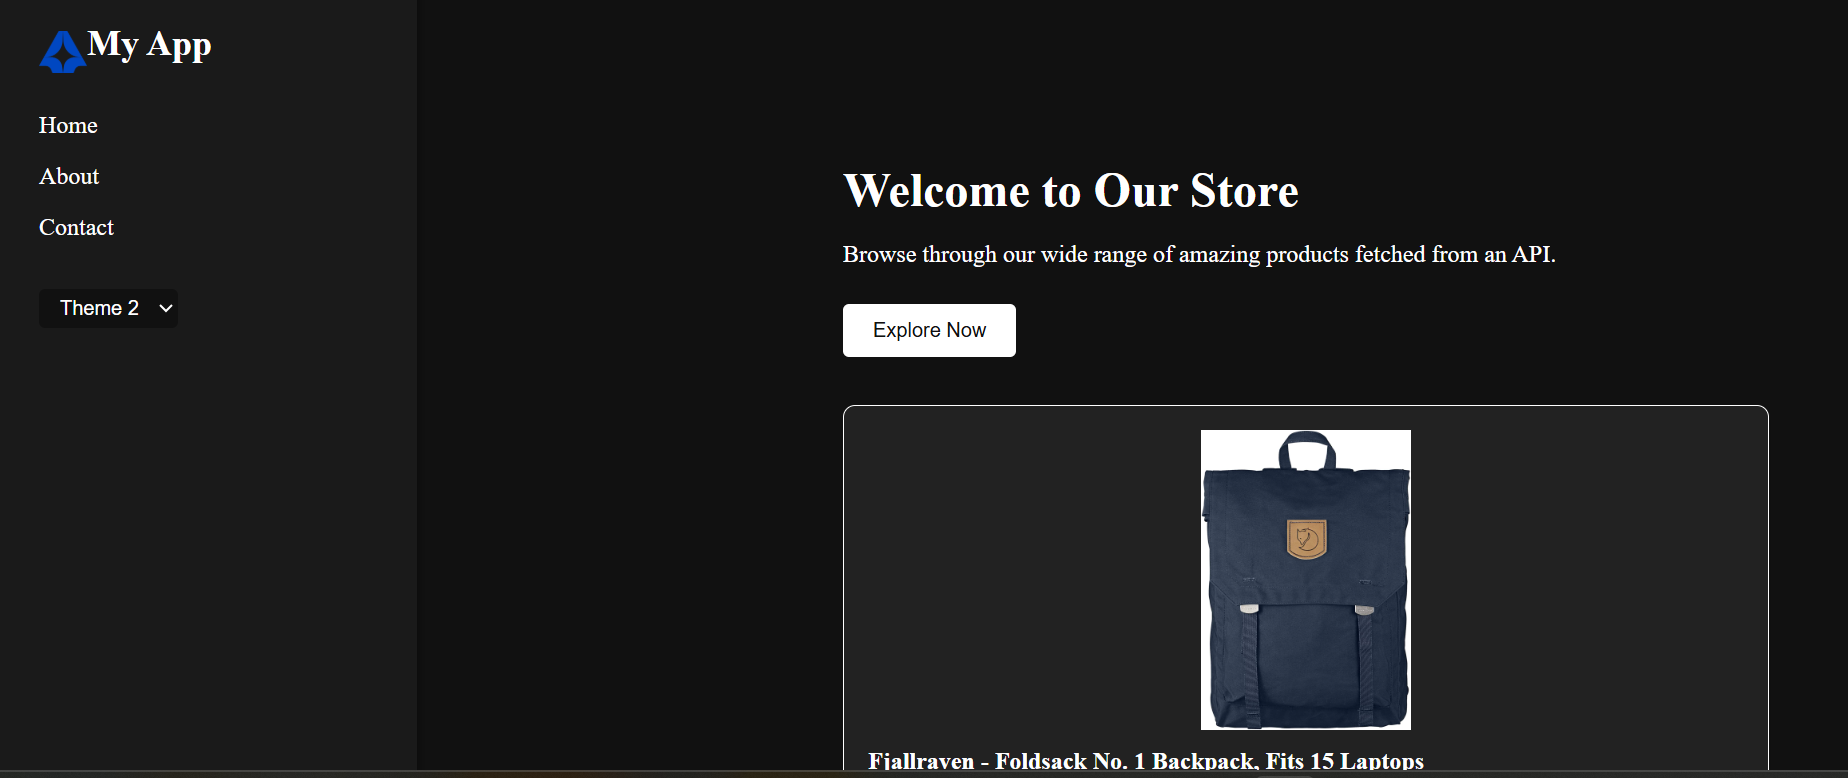 My App
Home
About
Contact
Theme 2
Welcome to Our Store
Browse through our wide range of amazing products fetched from an API.
Explore Now
Fjallraven - Foldsack No. 1 Backpack, Fits 15 Laptops